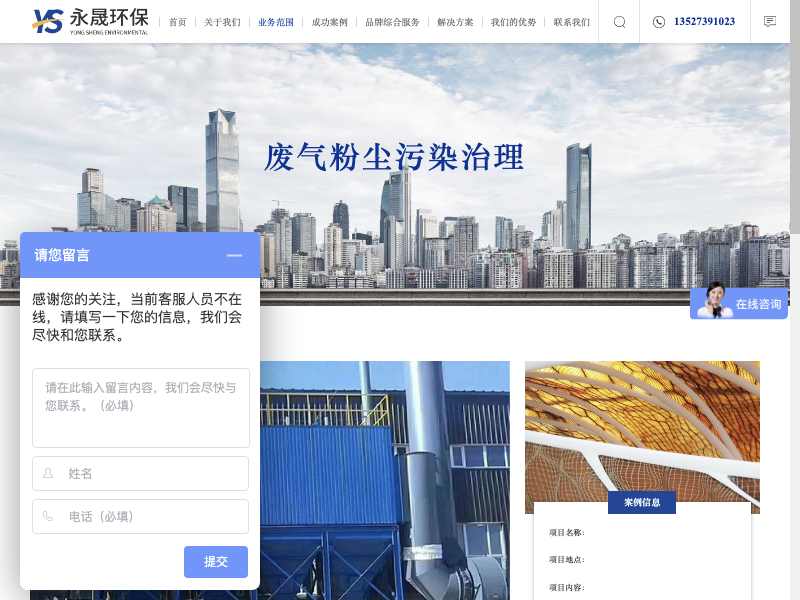 永晟环保
YONG SHENG ENVIRONMENTAL
首页
关于我们
业务范围
成功案例
品牌综合服务
解决方案
我们的优势
联系我们
13527391023
废气粉尘污染治理
请您留言
感谢您的关注，当前客服人员不在
线，请填写一下您的信息，我们会
尽快和您联系。
请在此输入留言内容，我们会尽快与
您联系。（必填）
姓名
电话（必填）
提交
在线咨询
案例信息
项目名称:
项目地点:
项目内容: